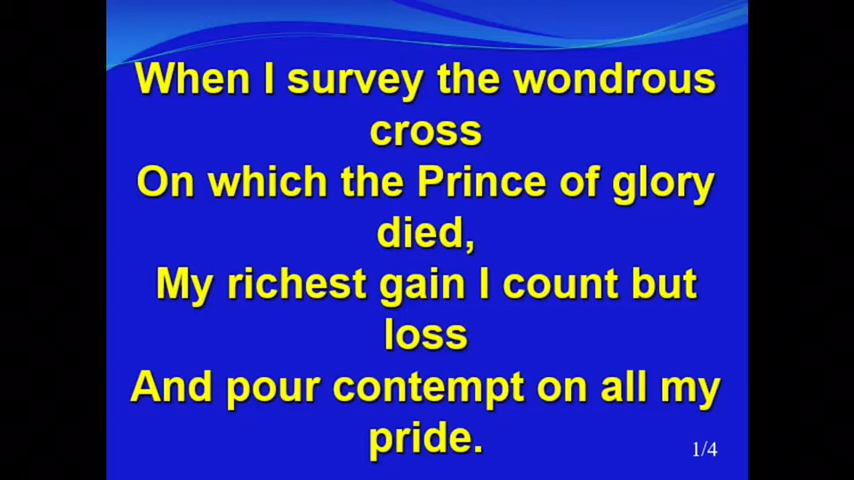 When I survey the wondrous
cross
On which the Prince of glory
died,
My richest gain I count but
loss
And pour contempt on all my
pride.
1/4